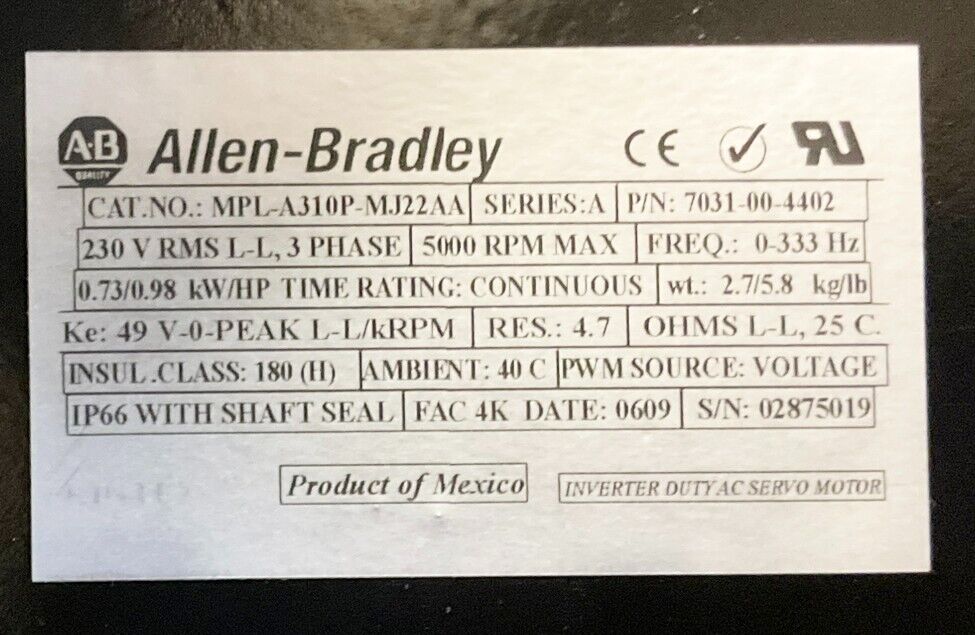 A·B QUALITY Allen-Bradley CE RU
CAT.NO.: MPL-A310P-MJ22AA SERIES:A P/N: 7031-00-4402
230 V RMS L-L, 3 PHASE 5000 RPM MAX FREQ.: 0-333 Hz
0.73/0.98 kW/HP TIME RATING: CONTINUOUS wt.: 2.7/5.8 kg/lb
Ke: 49 V-0-PEAK L-L/kRPM RES.: 4.7 OHMS L-L, 25 C.
INSUL.CLASS: 180 (H) AMBIENT: 40 C PWM SOURCE: VOLTAGE
IP66 WITH SHAFT SEAL FAC 4K DATE: 0609 S/N: 02875019
Product of Mexico INVERTER DUTY AC SERVO MOTOR